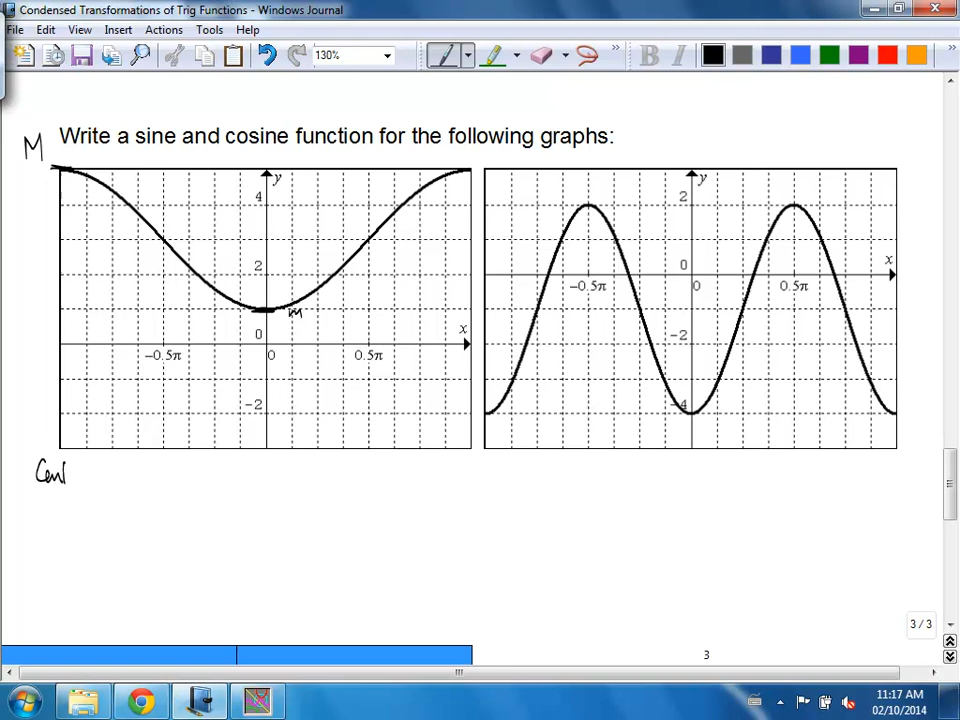 Condensed Transformations of Trig Functions - Windows Journal
File Edit View Insert Actions Tools Help
130%
B I
M Write a sine and cosine function for the following graphs:
y
4
2
m
0
x
−0.5π 0 0.5π
−2
y
2
x
0
−0.5π 0 0.5π
−2
−4
3 / 3
3
11:17 AM
02/10/2014